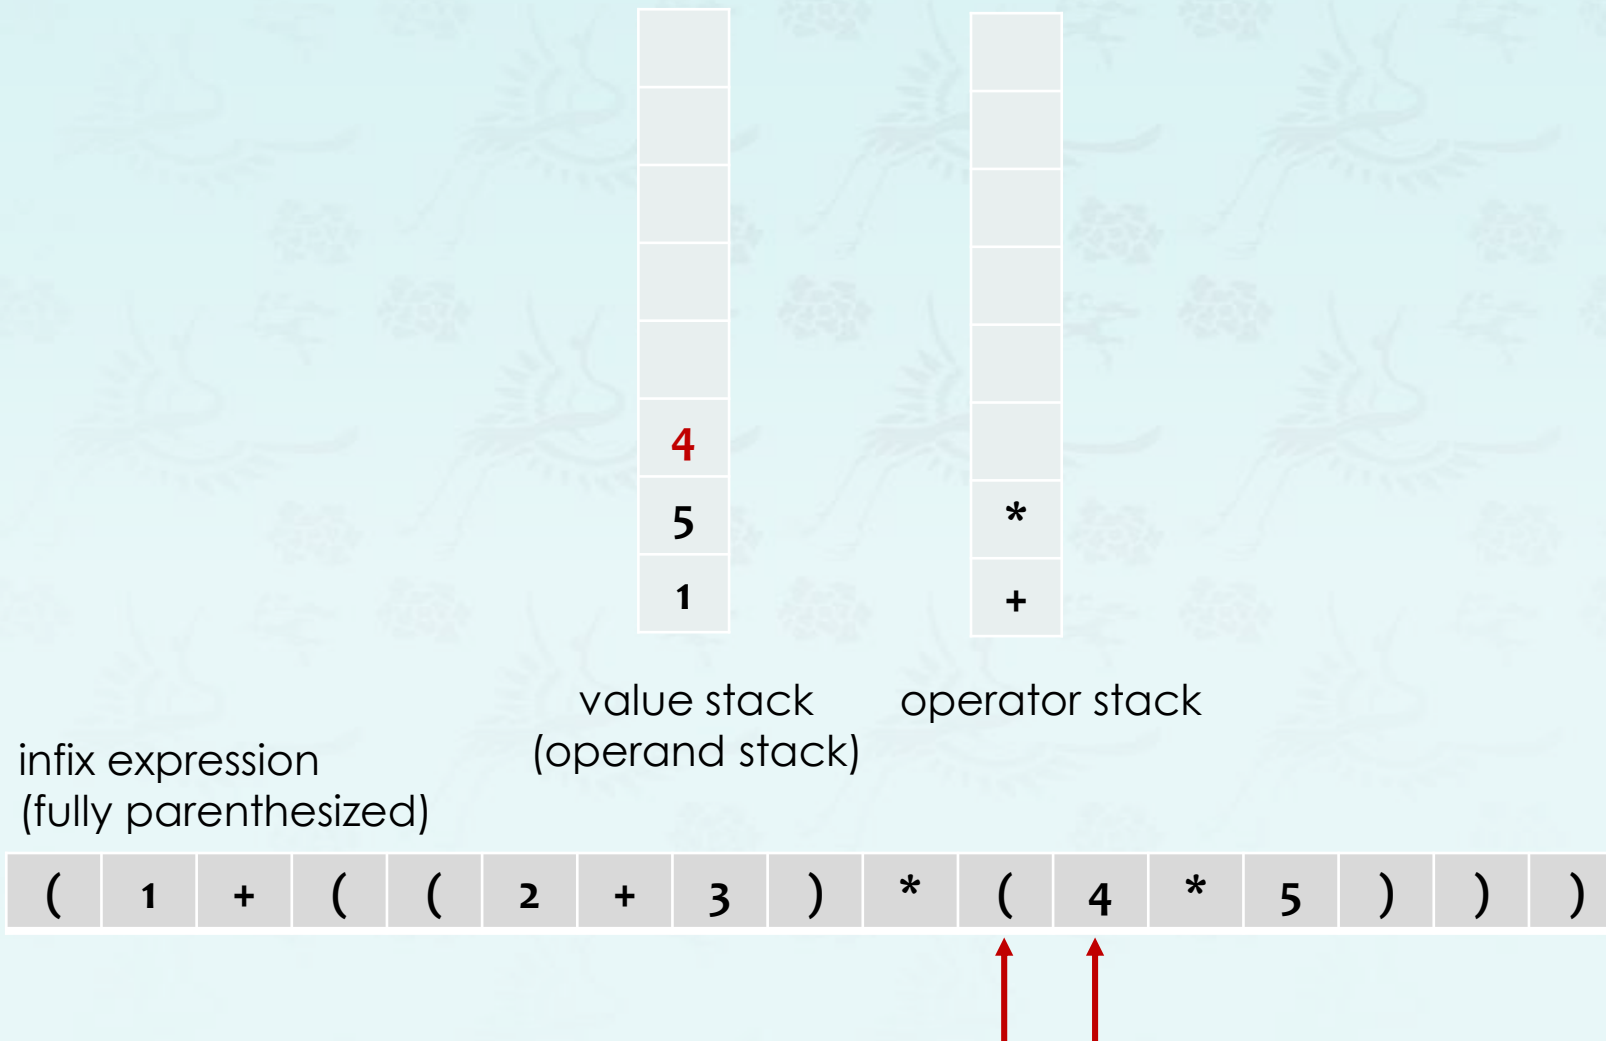 4
5 *
1 +
value stack operator stack
(operand stack)
infix expression
(fully parenthesized)
( 1 + ( ( 2 + 3 ) * ( 4 * 5 ) ) )